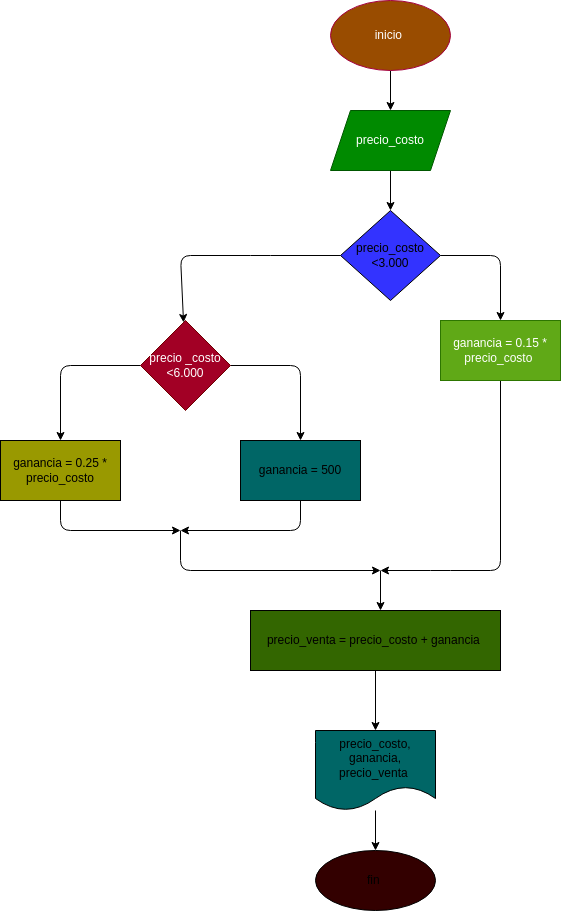 inicio
precio_costo
precio_costo
<3.000
ganancia = 0.15 *
precio_costo
precio _costo
<6.000
ganancia = 0.25 *
precio_costo
ganancia = 500
precio_venta = precio_costo + ganancia
precio_costo,
ganancia,
precio_venta
fin